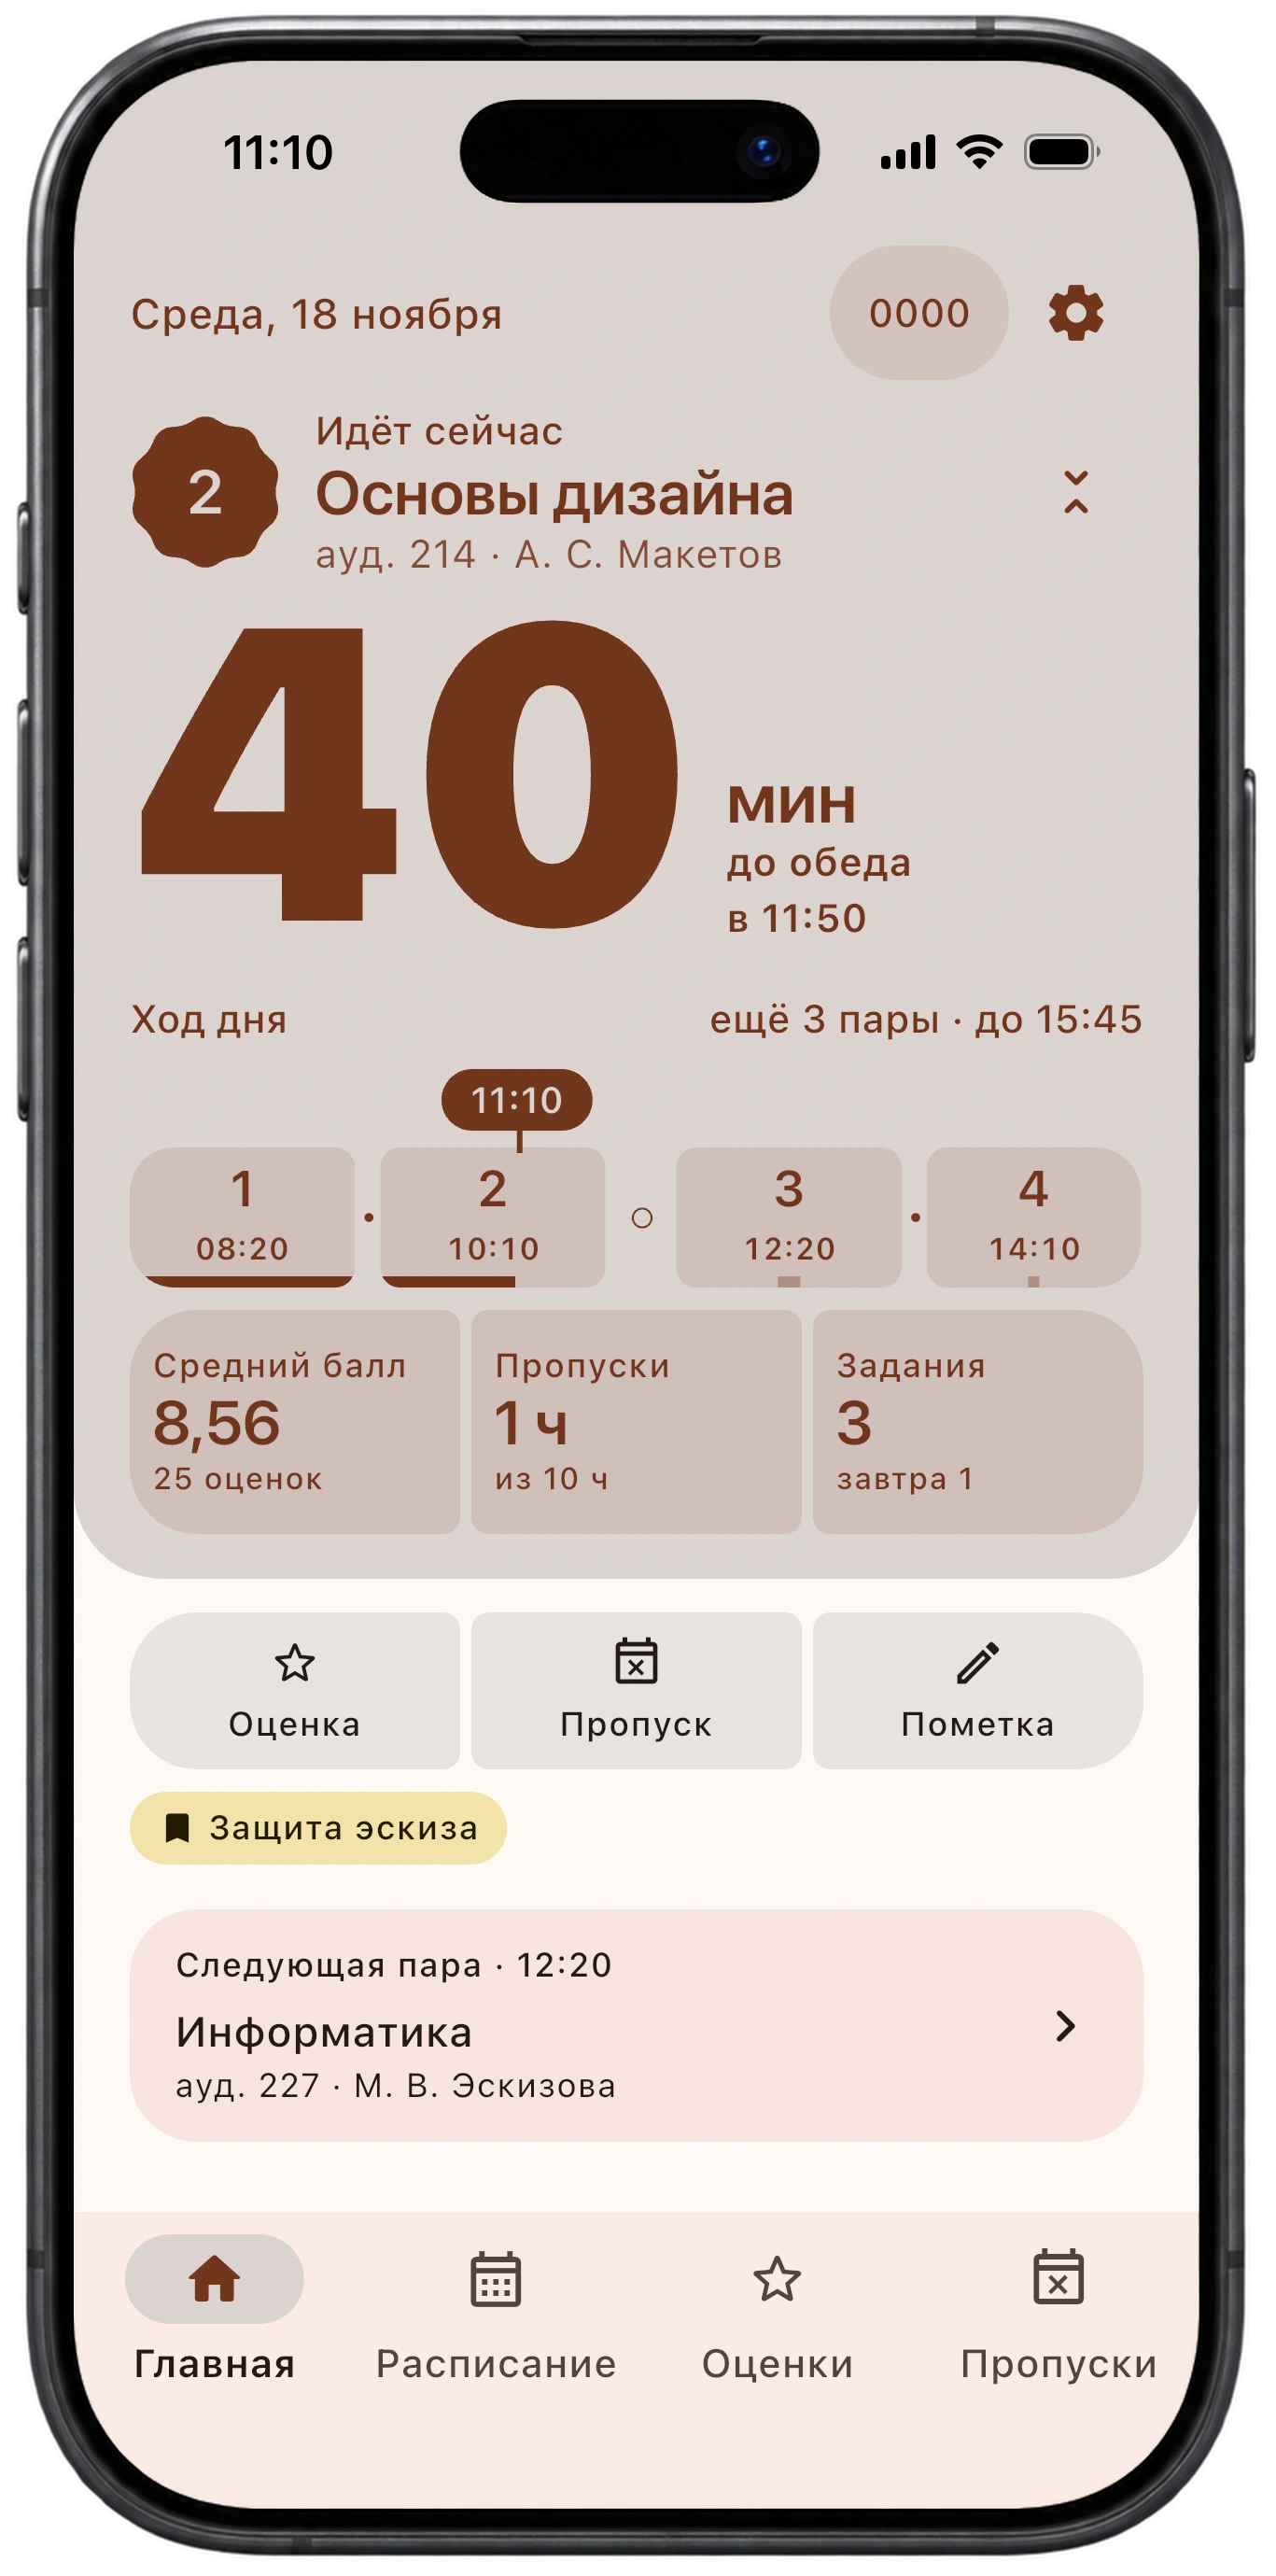 11:10
Среда, 18 ноября
0000
2
Идёт сейчас
Основы дизайна
ауд. 214 · А. С. Макетов
40
мин
до обеда
в 11:50
Ход дня
ещё 3 пары · до 15:45
11:10
1
2
3
4
08:20
10:10
12:20
14:10
Средний балл
8,56
25 оценок
Пропуски
1 ч
из 10 ч
Задания
3
завтра 1
Оценка
Пропуск
Пометка
Защита эскиза
Следующая пара · 12:20
Информатика
ауд. 227 · М. В. Эскизова
Главная
Расписание
Оценки
Пропуски